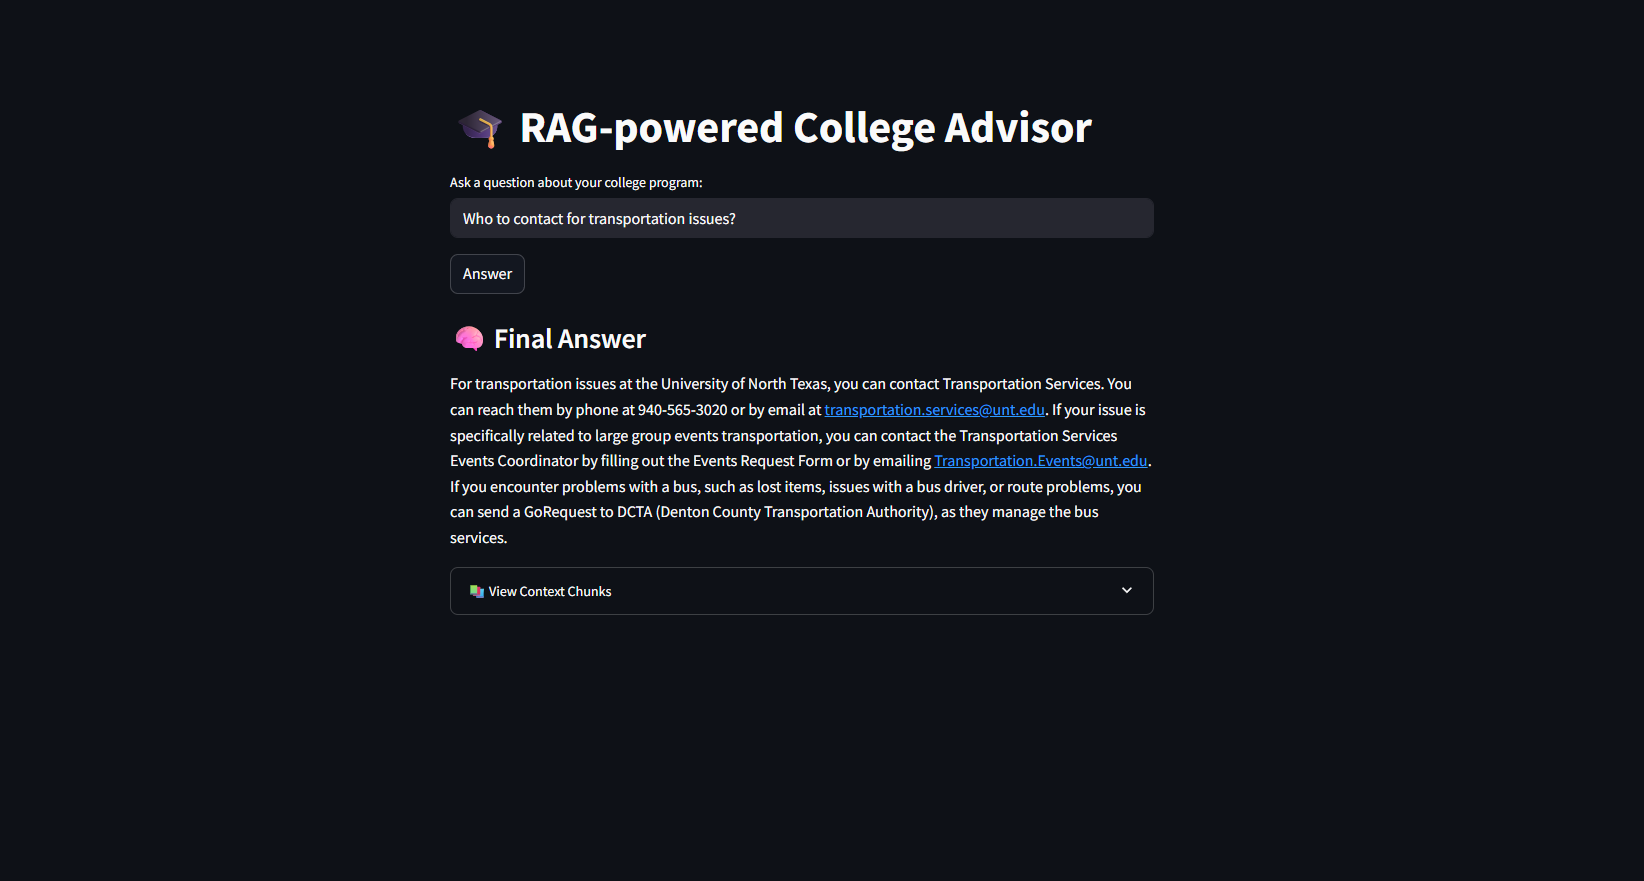 RAG-powered College Advisor
Ask a question about your college program:
Who to contact for transportation issues?
Answer
Final Answer
For transportation issues at the University of North Texas, you can contact Transportation Services. You
can reach them by phone at 940-565-3020 or by email at transportation.services@unt.edu. If your issue is
specifically related to large group events transportation, you can contact the Transportation Services
Events Coordinator by filling out the Events Request Form or by emailing Transportation.Events@unt.edu.
If you encounter problems with a bus, such as lost items, issues with a bus driver, or route problems, you
can send a GoRequest to DCTA (Denton County Transportation Authority), as they manage the bus
services.
View Context Chunks